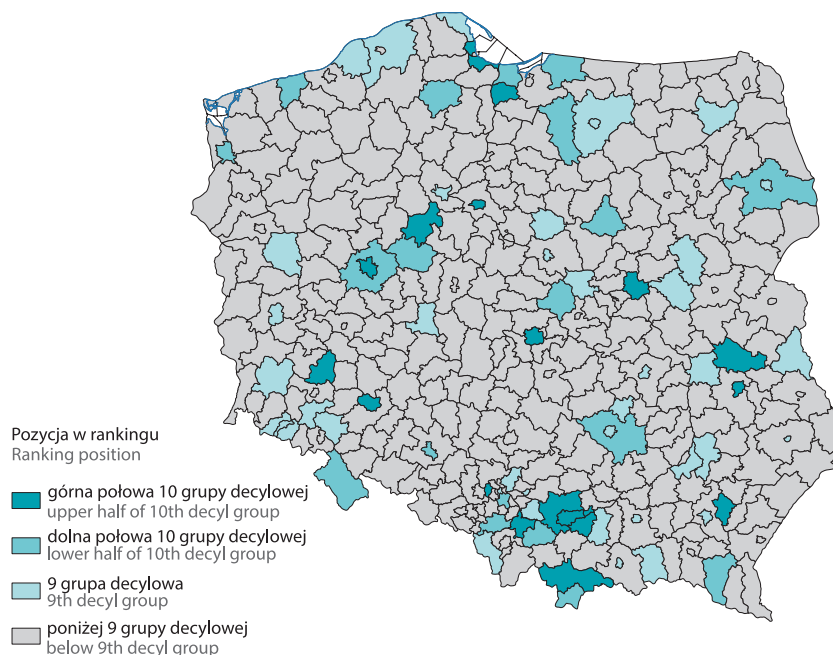 Pozycja w rankingu
Ranking position
górna połowa 10 grupy decylowej
upper half of 10th decyl group
dolna połowa 10 grupy decylowej
lower half of 10th decyl group
9 grupa decylowa
9th decyl group
poniżej 9 grupy decylowej
below 9th decyl group